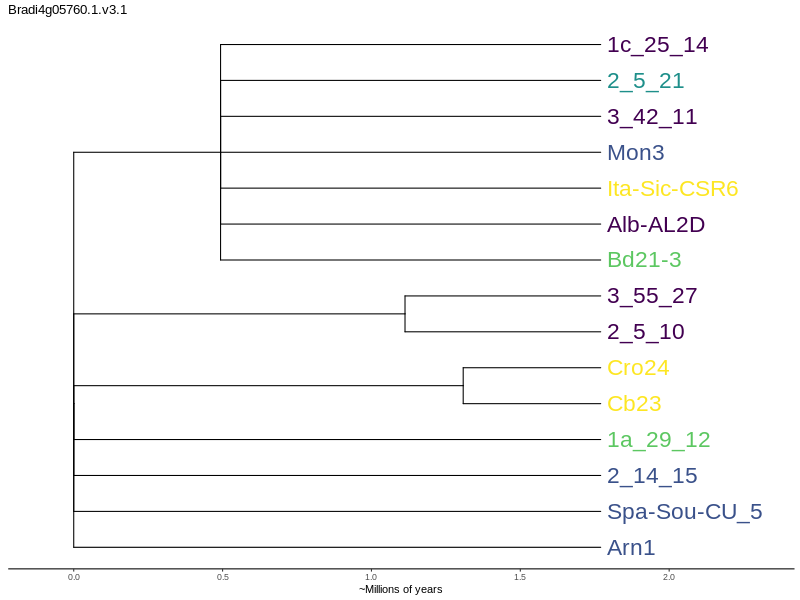 Bradi4g05760.1.v3.1
1c_25_14
2_5_21
3_42_11
Mon3
Ita-Sic-CSR6
Alb-AL2D
Bd21-3
3_55_27
2_5_10
Cro24
Cb23
1a_29_12
2_14_15
Spa-Sou-CU_5
Arn1
0.0 0.5 1.0 1.5 2.0
~Millions of years